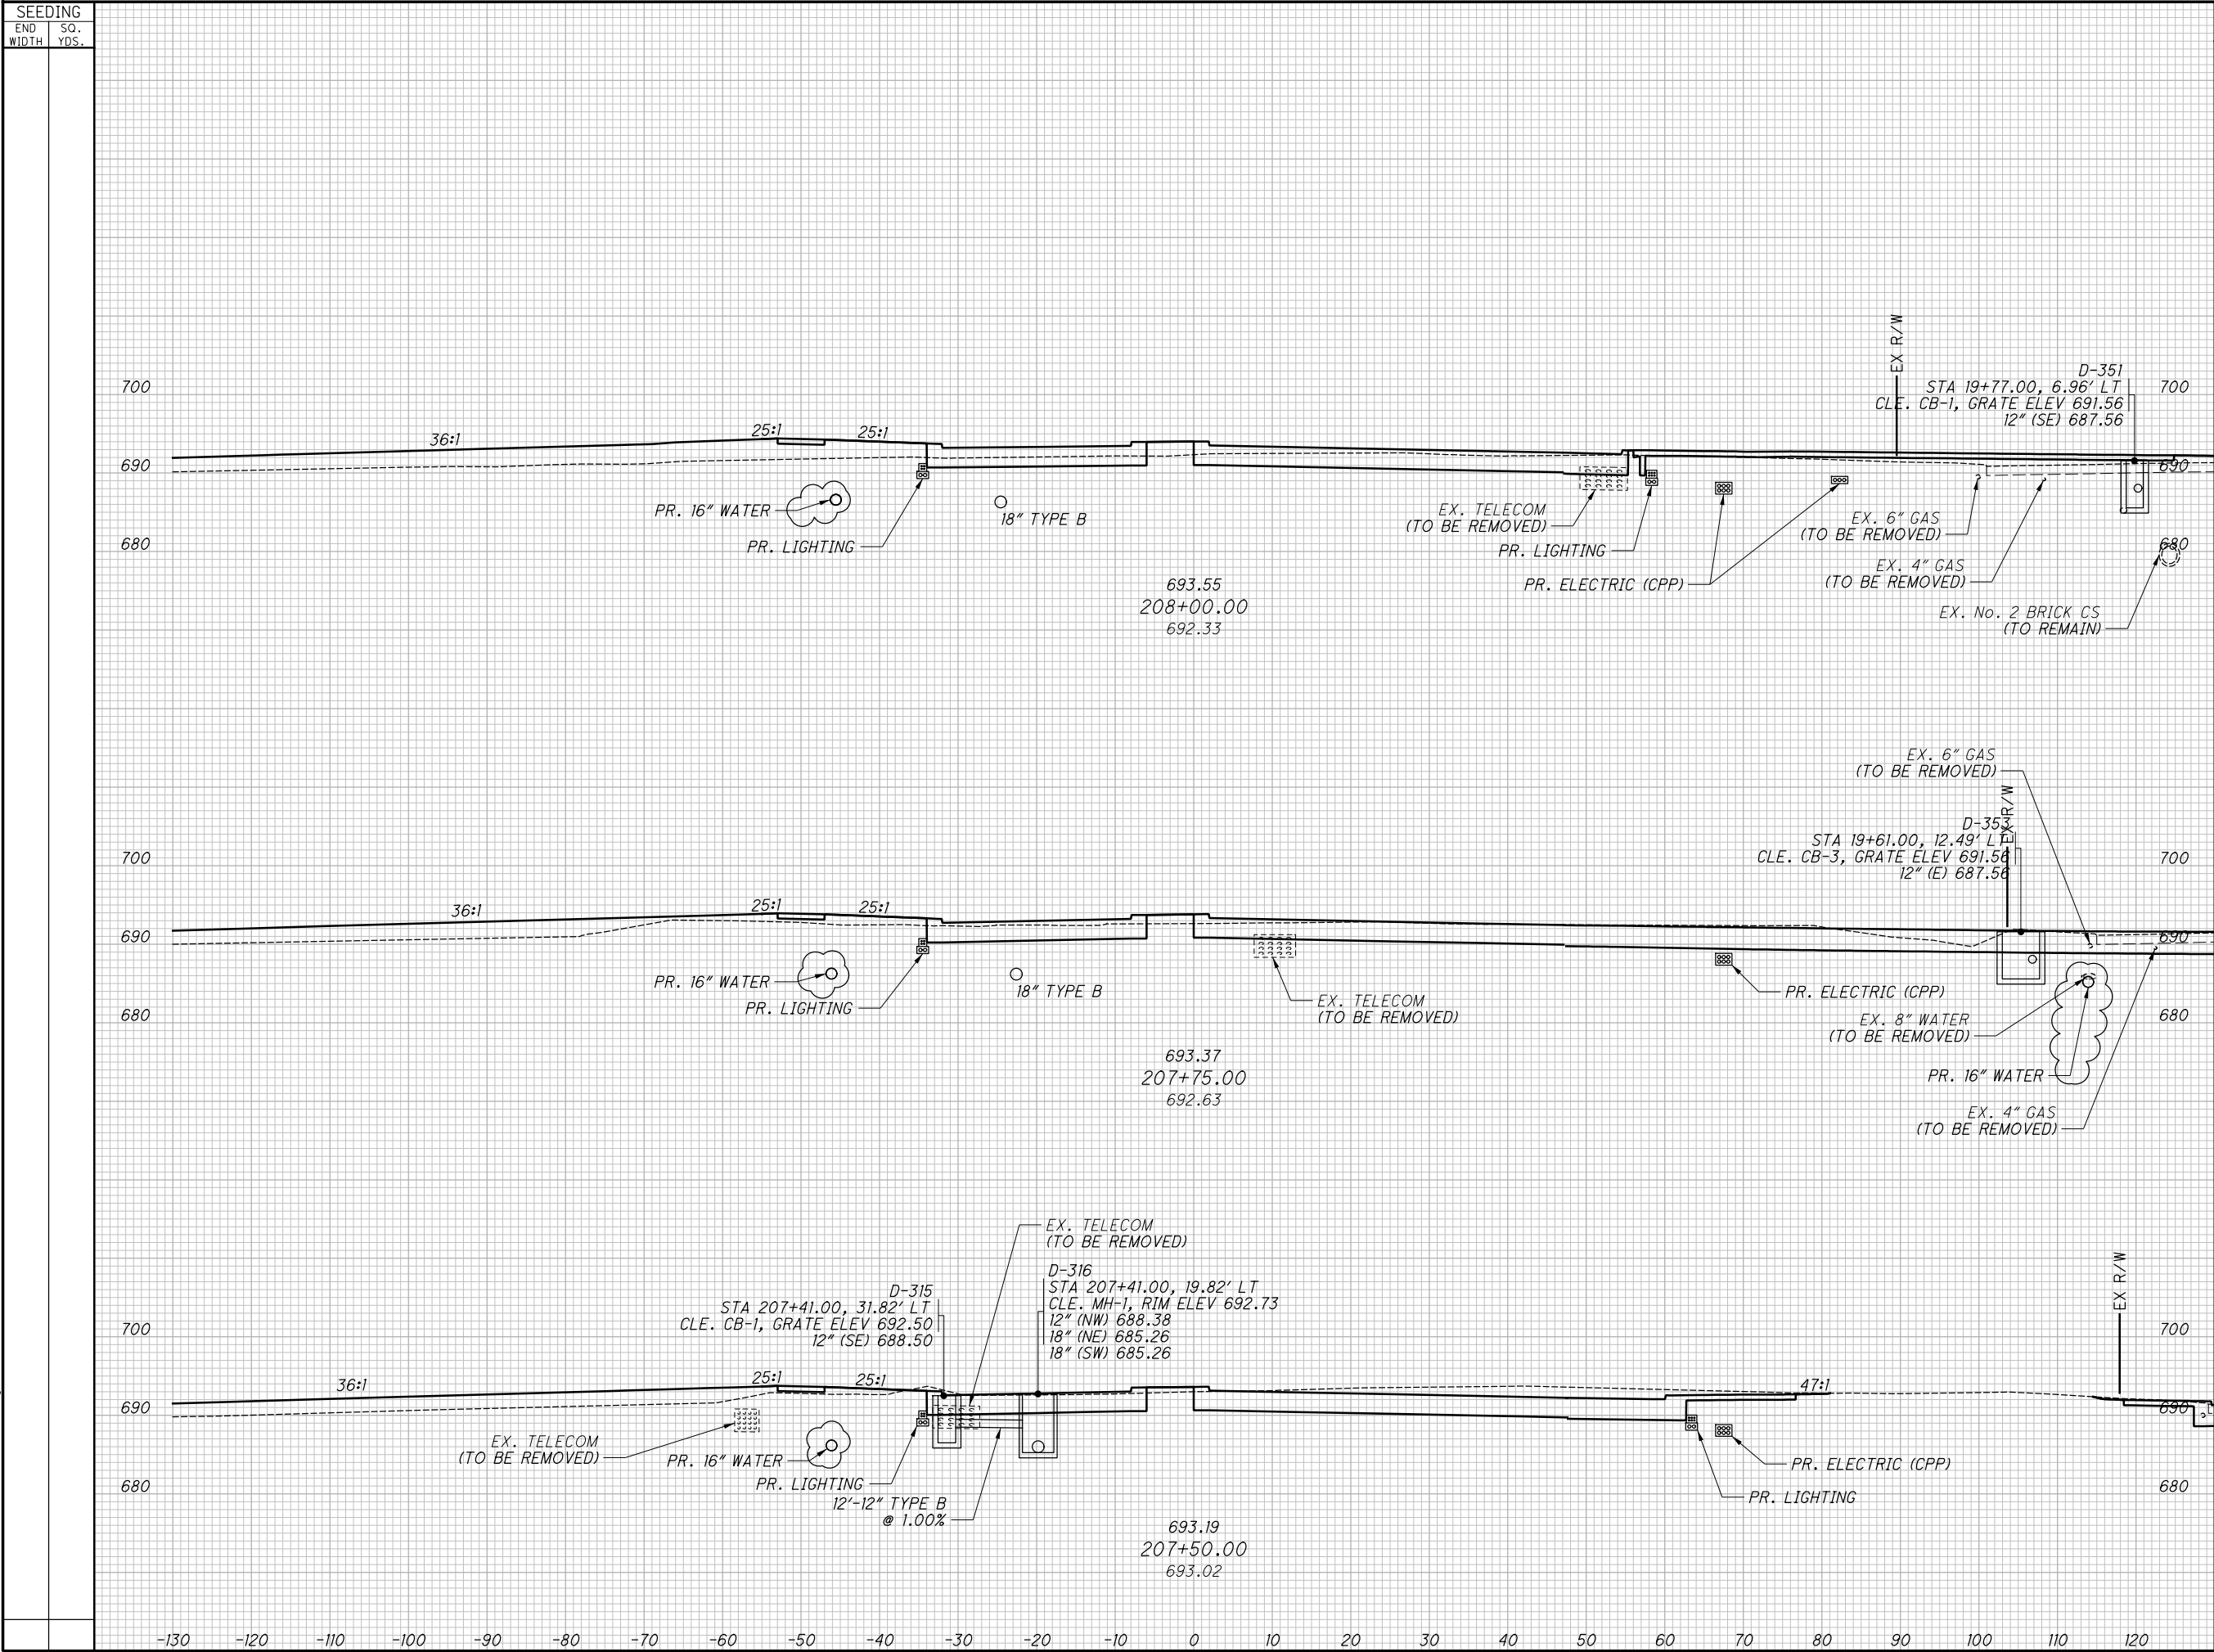 SEEDING
END WIDTH
SQ. YDS.
EX R/W
D-351
STA 19+77.00, 6.96' LT
CLE. CB-1, GRATE ELEV 691.56
12" (SE) 687.56
700
700
36:1
25:1
25:1
690
690
PR. 16" WATER
18" TYPE B
PR. LIGHTING
EX. TELECOM
(TO BE REMOVED)
PR. LIGHTING
PR. ELECTRIC (CPP)
EX. 6" GAS
(TO BE REMOVED)
EX. 4" GAS
(TO BE REMOVED)
EX. No. 2 BRICK CS
(TO REMAIN)
680
680
693.55
208+00.00
692.33
EX. 6" GAS
(TO BE REMOVED)
EX R/W
D-353
STA 19+61.00, 12.49' LT
CLE. CB-3, GRATE ELEV 691.56
12" (E) 687.56
700
700
36:1
25:1
25:1
690
690
PR. 16" WATER
PR. LIGHTING
18" TYPE B
EX. TELECOM
(TO BE REMOVED)
PR. ELECTRIC (CPP)
EX. 8" WATER
(TO BE REMOVED)
PR. 16" WATER
EX. 4" GAS
(TO BE REMOVED)
680
680
693.37
207+75.00
692.63
EX. TELECOM
(TO BE REMOVED)
D-315
STA 207+41.00, 31.82' LT
CLE. CB-1, GRATE ELEV 692.50
12" (SE) 688.50
D-316
STA 207+41.00, 19.82' LT
CLE. MH-1, RIM ELEV 692.73
12" (NW) 688.38
18" (NE) 685.26
18" (SW) 685.26
EX R/W
700
700
36:1
25:1
25:1
47:1
690
690
EX. TELECOM
(TO BE REMOVED)
PR. 16" WATER
PR. LIGHTING
12'-12" TYPE B
@ 1.00%
PR. ELECTRIC (CPP)
PR. LIGHTING
680
680
693.19
207+50.00
693.02
-130 -120 -110 -100 -90 -80 -70 -60 -50 -40 -30 -20 -10 0 10 20 30 40 50 60 70 80 90 100 110 120